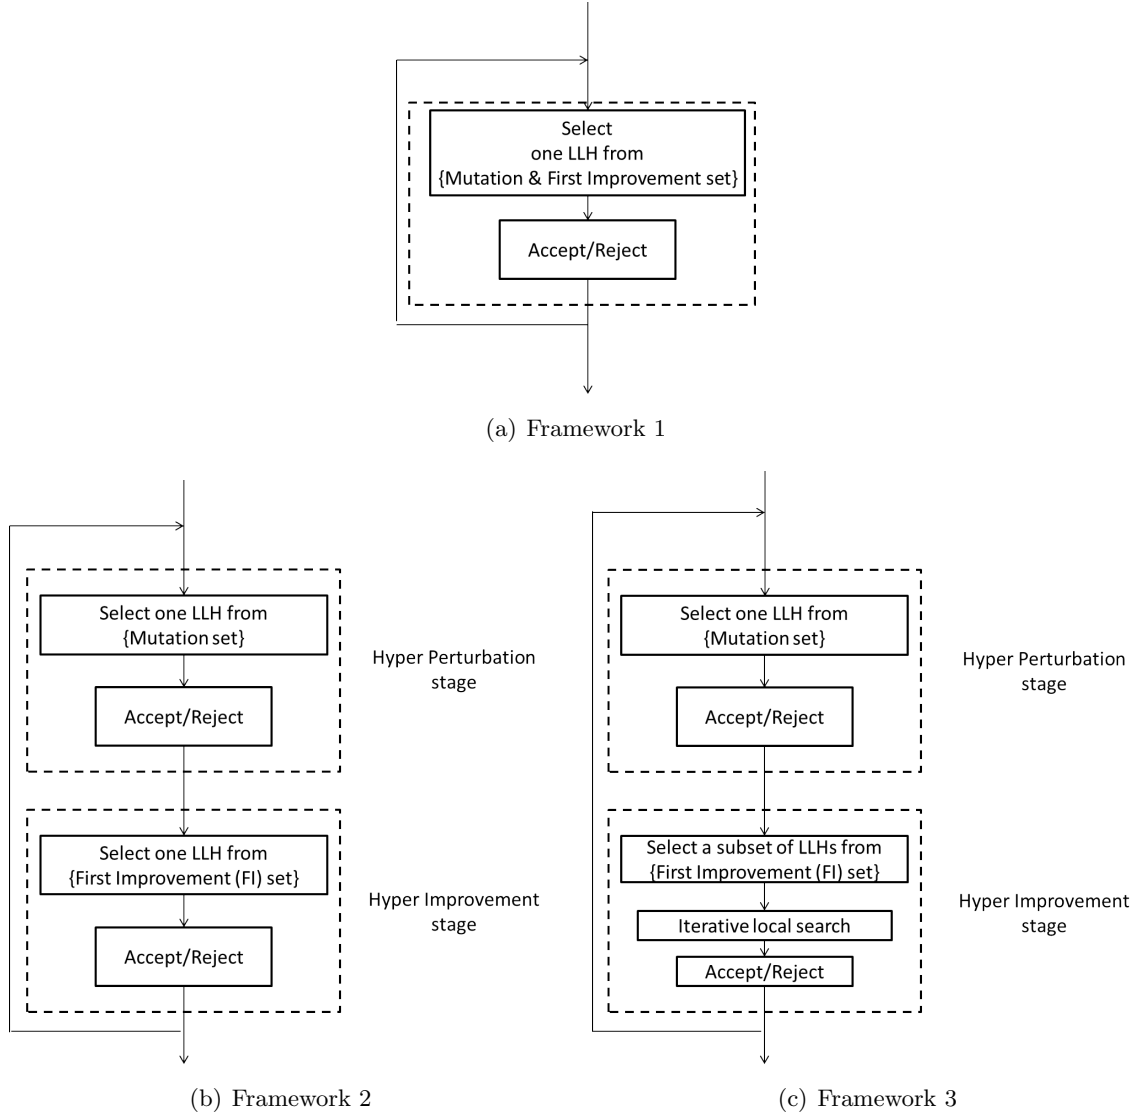 Select
one LLH from
{Mutation & First Improvement set}
Accept/Reject
(a) Framework 1
Select one LLH from
{Mutation set}
Hyper Perturbation
stage
Accept/Reject
Select one LLH from
{First Improvement (FI) set}
Hyper Improvement
stage
Accept/Reject
(b) Framework 2
Select one LLH from
{Mutation set}
Hyper Perturbation
stage
Accept/Reject
Select a subset of LLHs from
{First Improvement (FI) set}
Hyper Improvement
stage
Iterative local search
Accept/Reject
(c) Framework 3